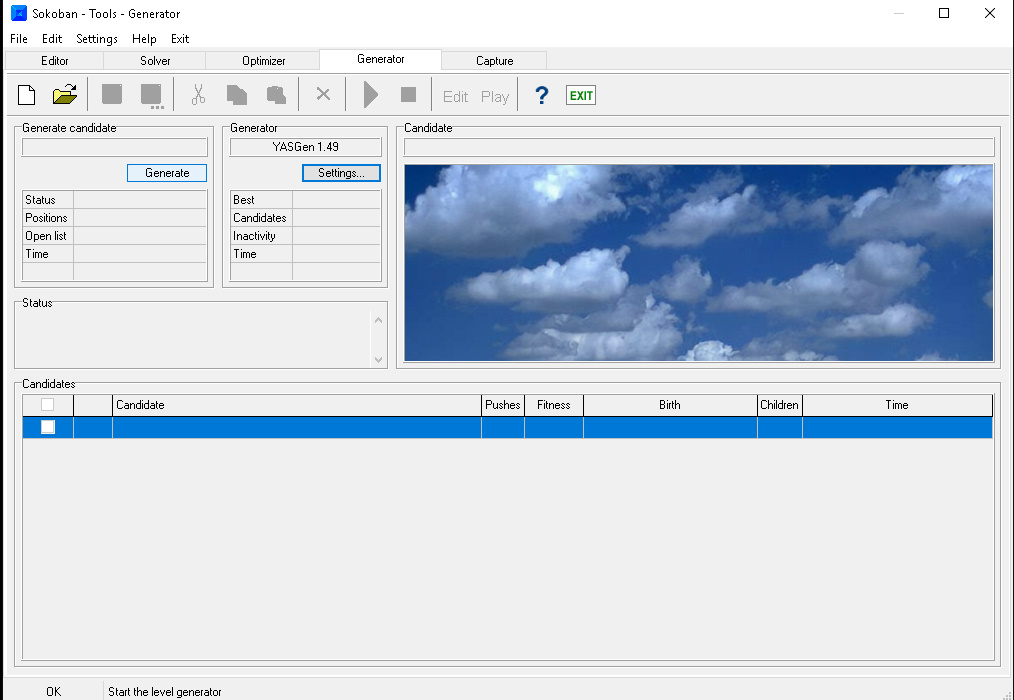 Sokoban - Tools - Generator
File Edit Settings Help Exit
Editor Solver Optimizer Generator Capture
Edit Play ? EXIT
Generate candidate
Generate
Status
Positions
Open list
Time
Generator
YASGen 1.49
Settings...
Best
Candidates
Inactivity
Time
Candidate
Status
Candidates
Candidate Pushes Fitness Birth Children Time
OK Start the level generator